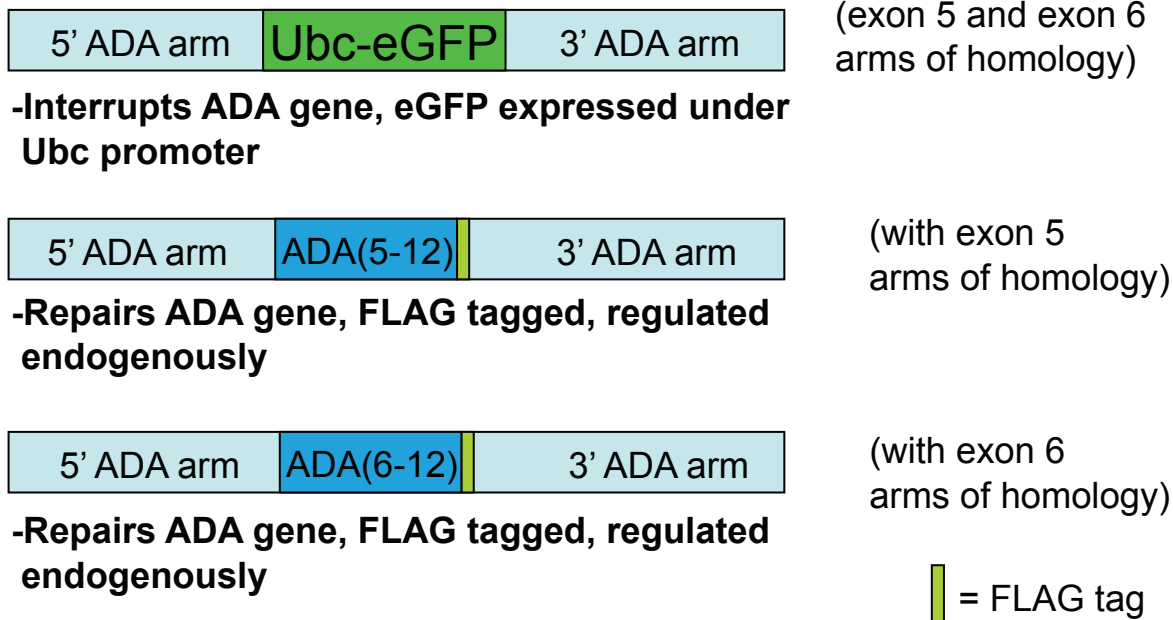 5’ ADA arm Ubc-eGFP 3’ ADA arm
(exon 5 and exon 6
arms of homology)
-Interrupts ADA gene, eGFP expressed under
Ubc promoter
5’ ADA arm ADA(5-12) 3’ ADA arm
(with exon 5
arms of homology)
-Repairs ADA gene, FLAG tagged, regulated
endogenously
5’ ADA arm ADA(6-12) 3’ ADA arm
(with exon 6
arms of homology)
-Repairs ADA gene, FLAG tagged, regulated
endogenously
= FLAG tag